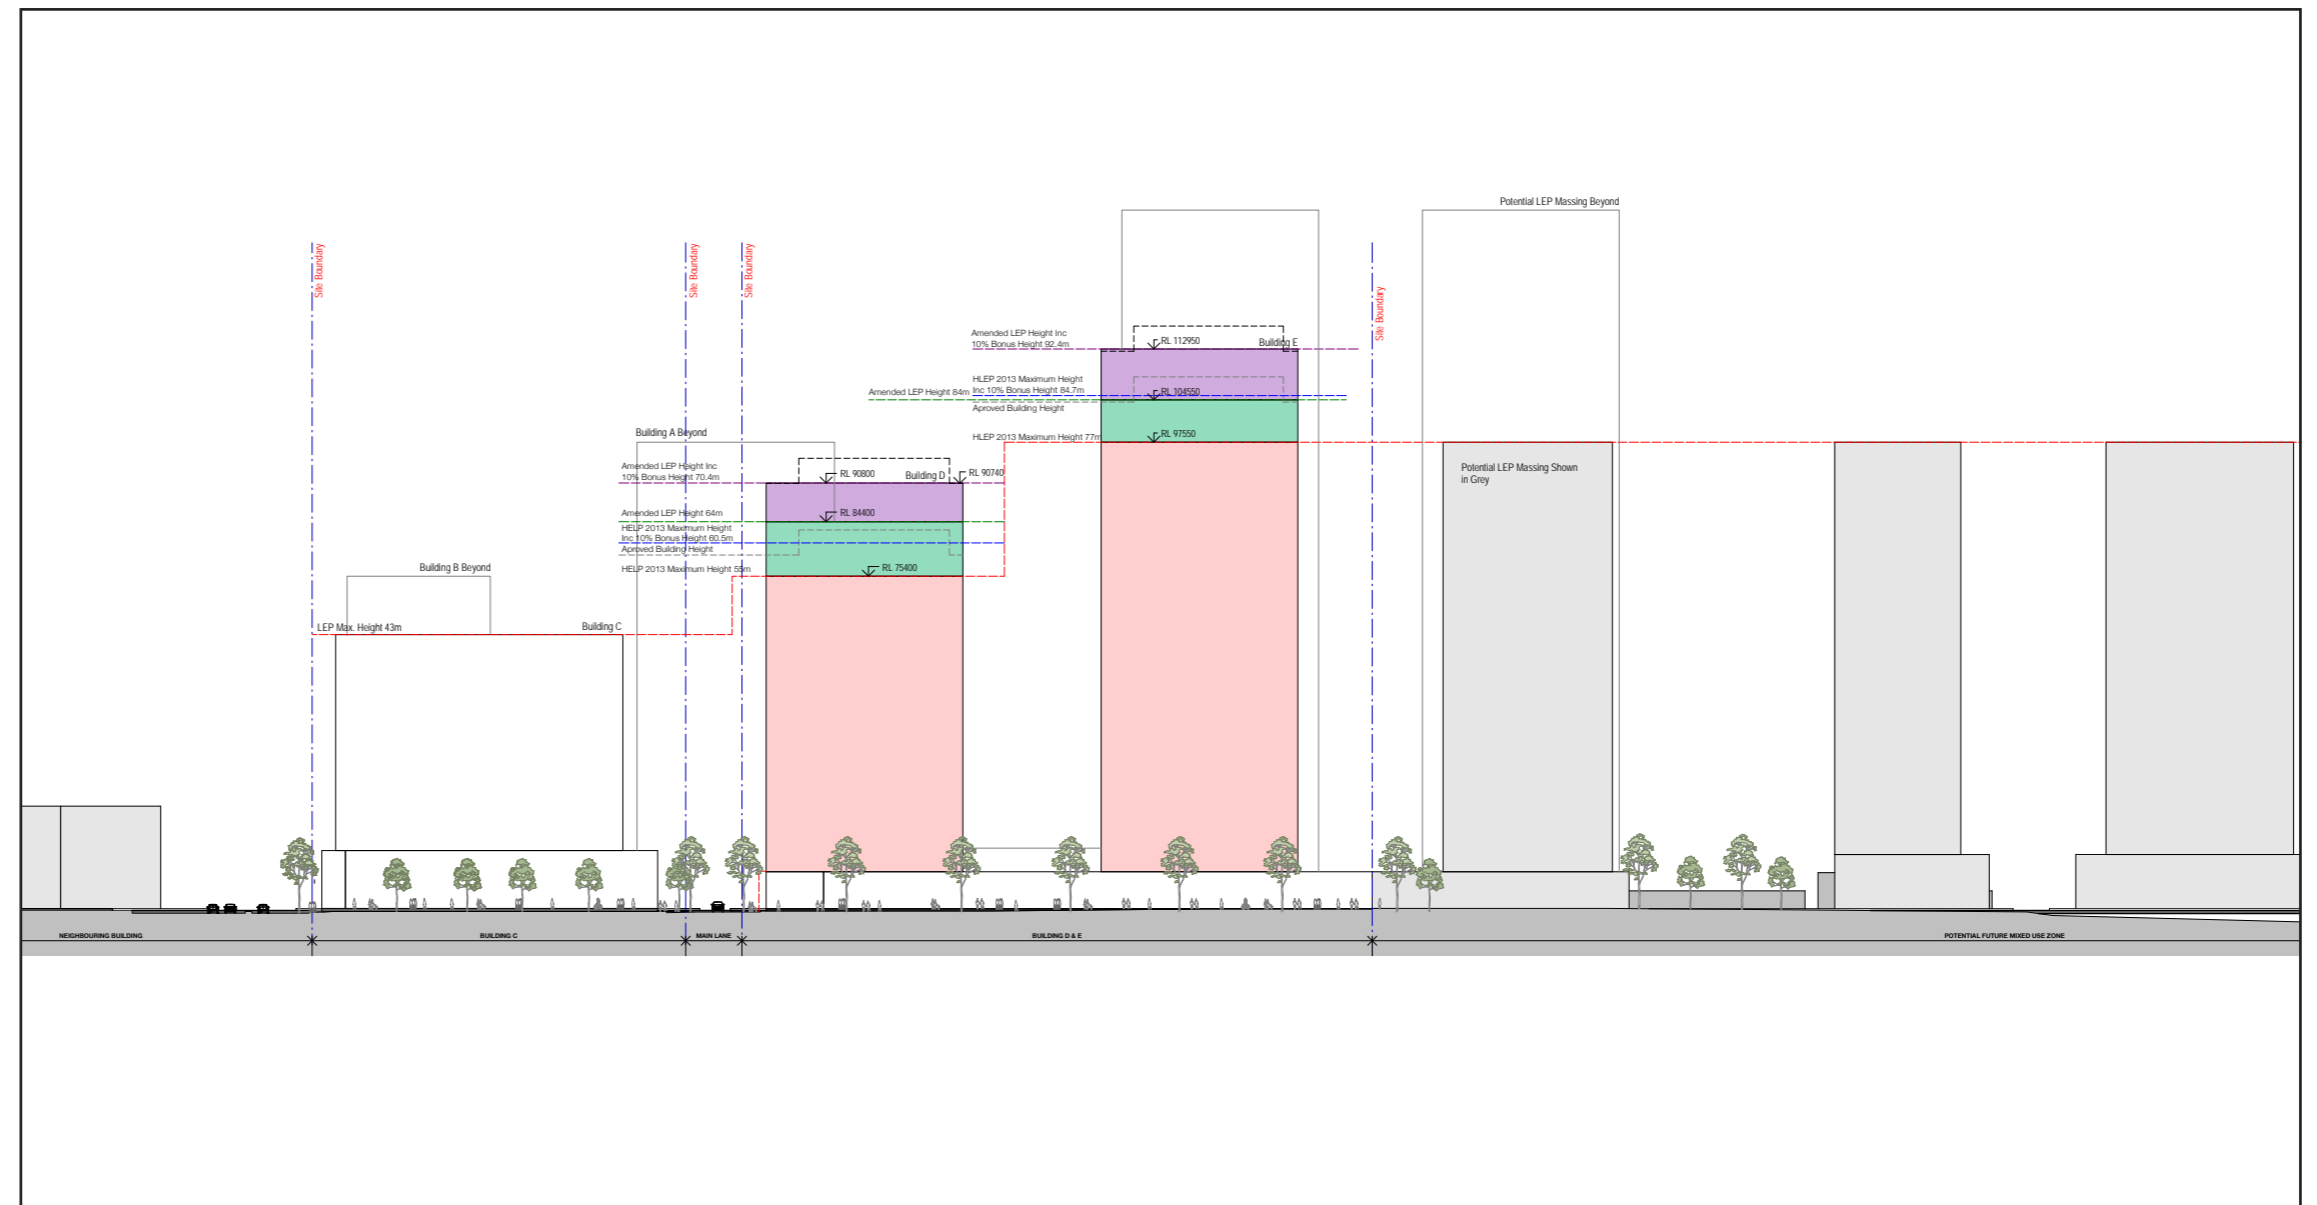 Potential LEP Massing Beyond
Site Boundary
Site Boundary
Site Boundary
Site Boundary
Amended LEP Height Inc
10% Bonus Height 92.4m
RL 112950
Building E
HLEP 2013 Maximum Height
Inc 10% Bonus Height 84.7m
Amended LEP Height 84m
RL 104550
Aproved Building Height
HLEP 2013 Maximum Height 77m
RL 97550
Building A Beyond
Amended LEP Height Inc
10% Bonus Height 70.4m
RL 90800
Building D
RL 90740
Potential LEP Massing Shown
in Grey
Amended LEP Height 64m
RL 84400
HELP 2013 Maximum Height
Inc 10% Bonus Height 60.5m
Aproved Building Height
HELP 2013 Maximum Height 55m
RL 75400
Building B Beyond
LEP Max. Height 43m
Building C
NEIGHBOURING BUILDING
BUILDING C
MAIN LANE
BUILDING D & E
POTENTIAL FUTURE MIXED USE ZONE